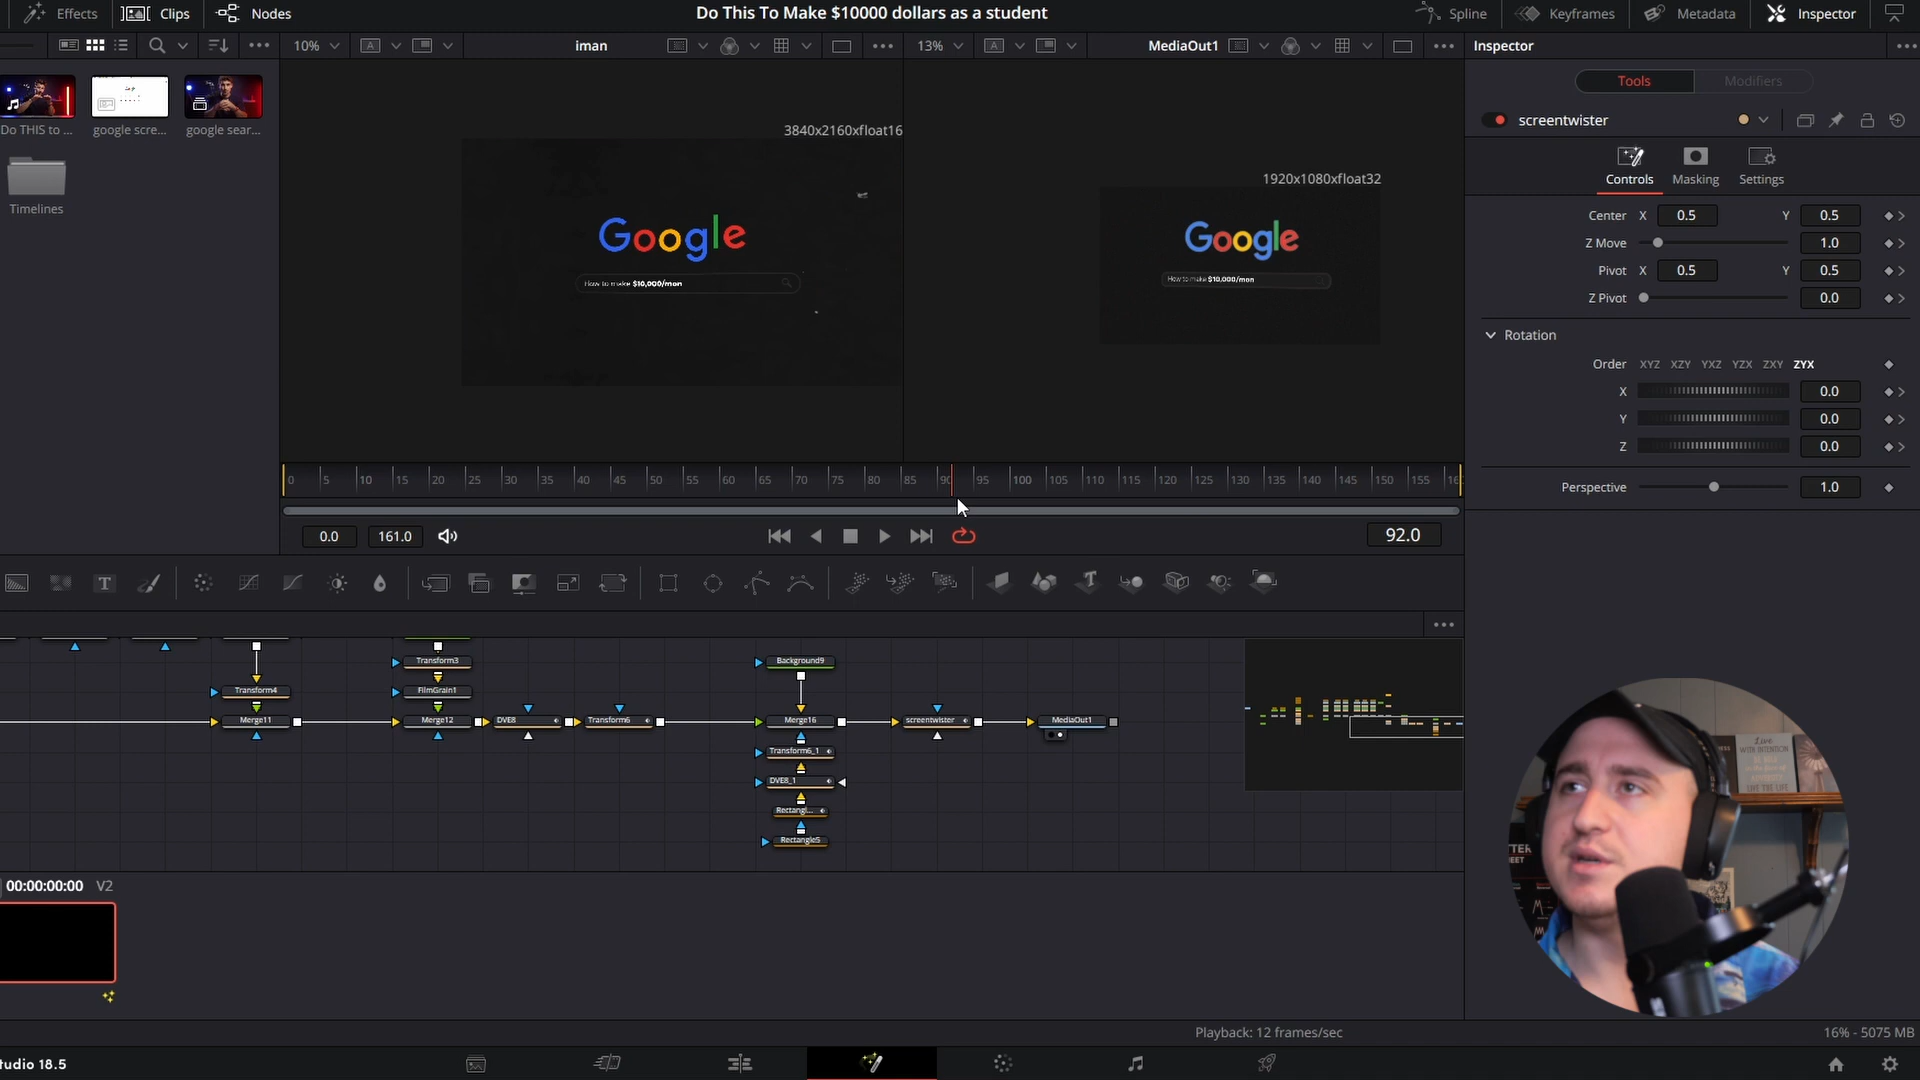 Effects
Clips
Nodes
Do This To Make $10000 dollars as a student
Spline
Keyframes
Metadata
Inspector
10%
A
iman
13%
A
MediaOut1
Inspector
Do THIS to ...
google scre...
google sear...
Timelines
3840x2160xfloat16
Google
How to make $10,000/mon
1920x1080xfloat32
Google
How to make $10,000/mon
Tools
Modifiers
screentwister
Controls
Masking
Settings
Center X 0.5 Y 0.5
Z Move 1.0
Pivot X 0.5 Y 0.5
Z Pivot 0.0
Rotation
Order XYZ XZY YXZ YZX ZXY ZYX
X 0.0
Y 0.0
Z 0.0
Perspective 1.0
0 5 10 15 20 25 30 35 40 45 50 55 60 65 70 75 80 85 90 95 100 105 110 115 120 125 130 135 140 145 150 155 16
0.0
161.0
92.0
T
Transform3
Background9
Transform4
FilmGrain1
Merge11
Merge12
DVE8
Transform6
Merge16
screentwister
MediaOut1
Transform6_1
DVE8_1
Rectangl...
Rectangle5
00:00:00:00 V2
Live
WITH INTENTION
Playback: 12 frames/sec
16% - 5075 MB
tudio 18.5